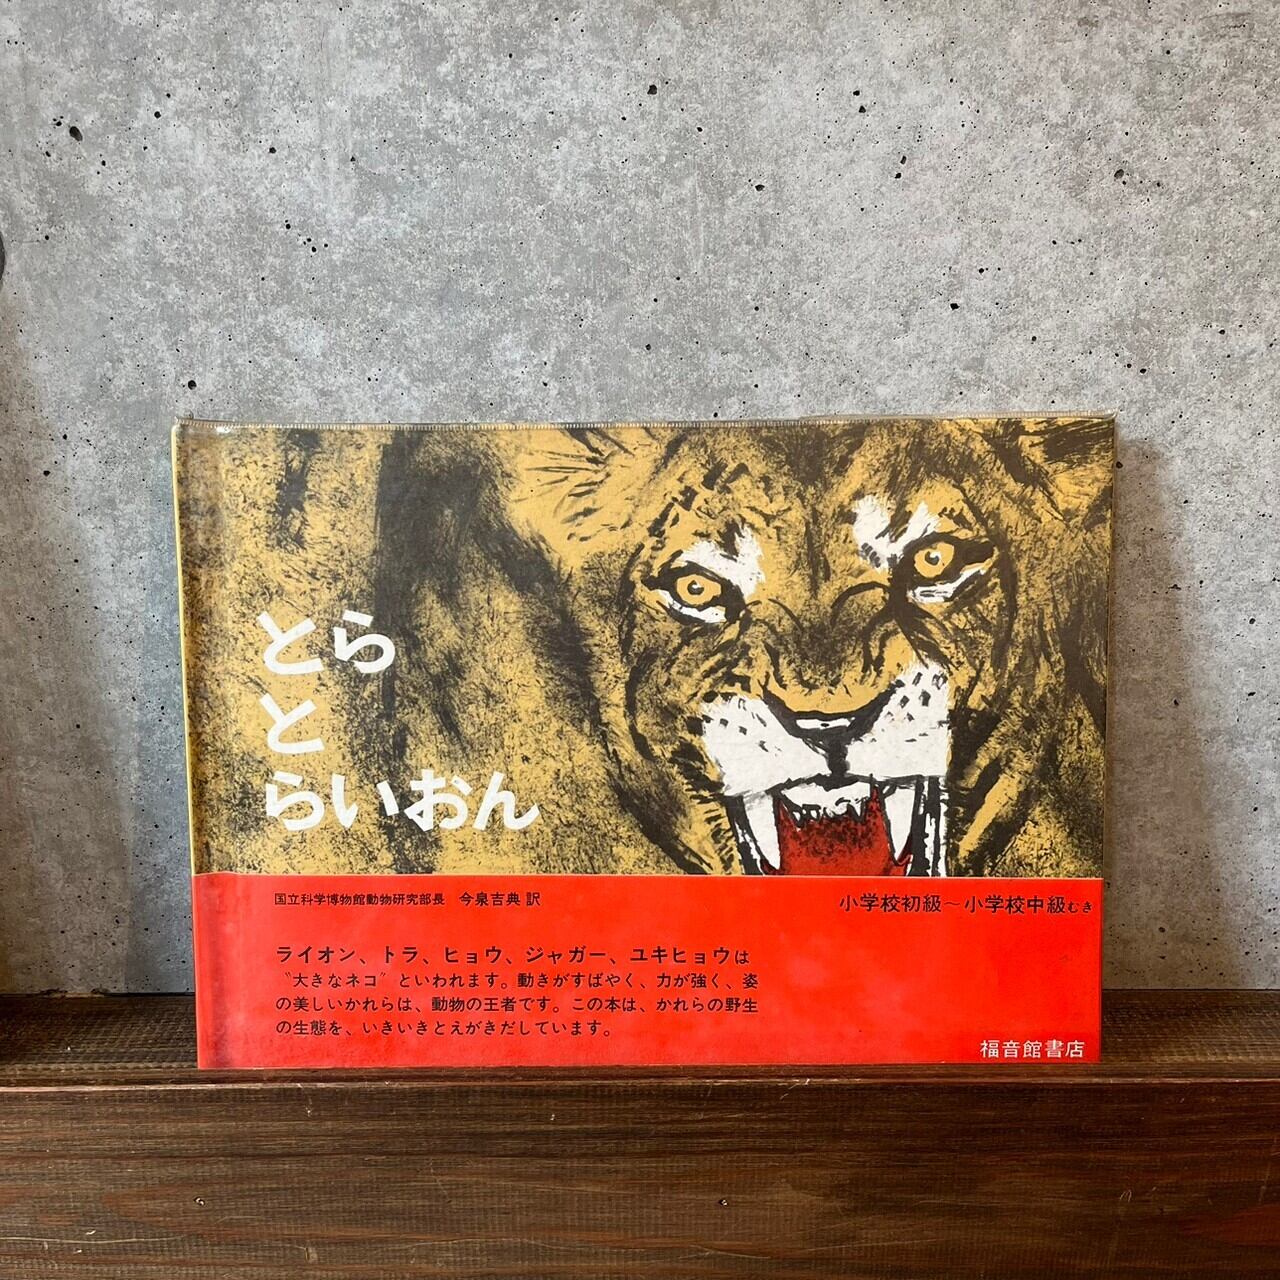 とら
と
らいおん
国立科学博物館動物研究部長　今泉吉典 訳
小学校初級～小学校中級むき
ライオン、トラ、ヒョウ、ジャガー、ユキヒョウは
〝大きなネコ〟といわれます。動きがすばやく、力が強く、姿
の美しいかれらは、動物の王者です。この本は、かれらの野生
の生態を、いきいきとえがきだしています。
福音館書店